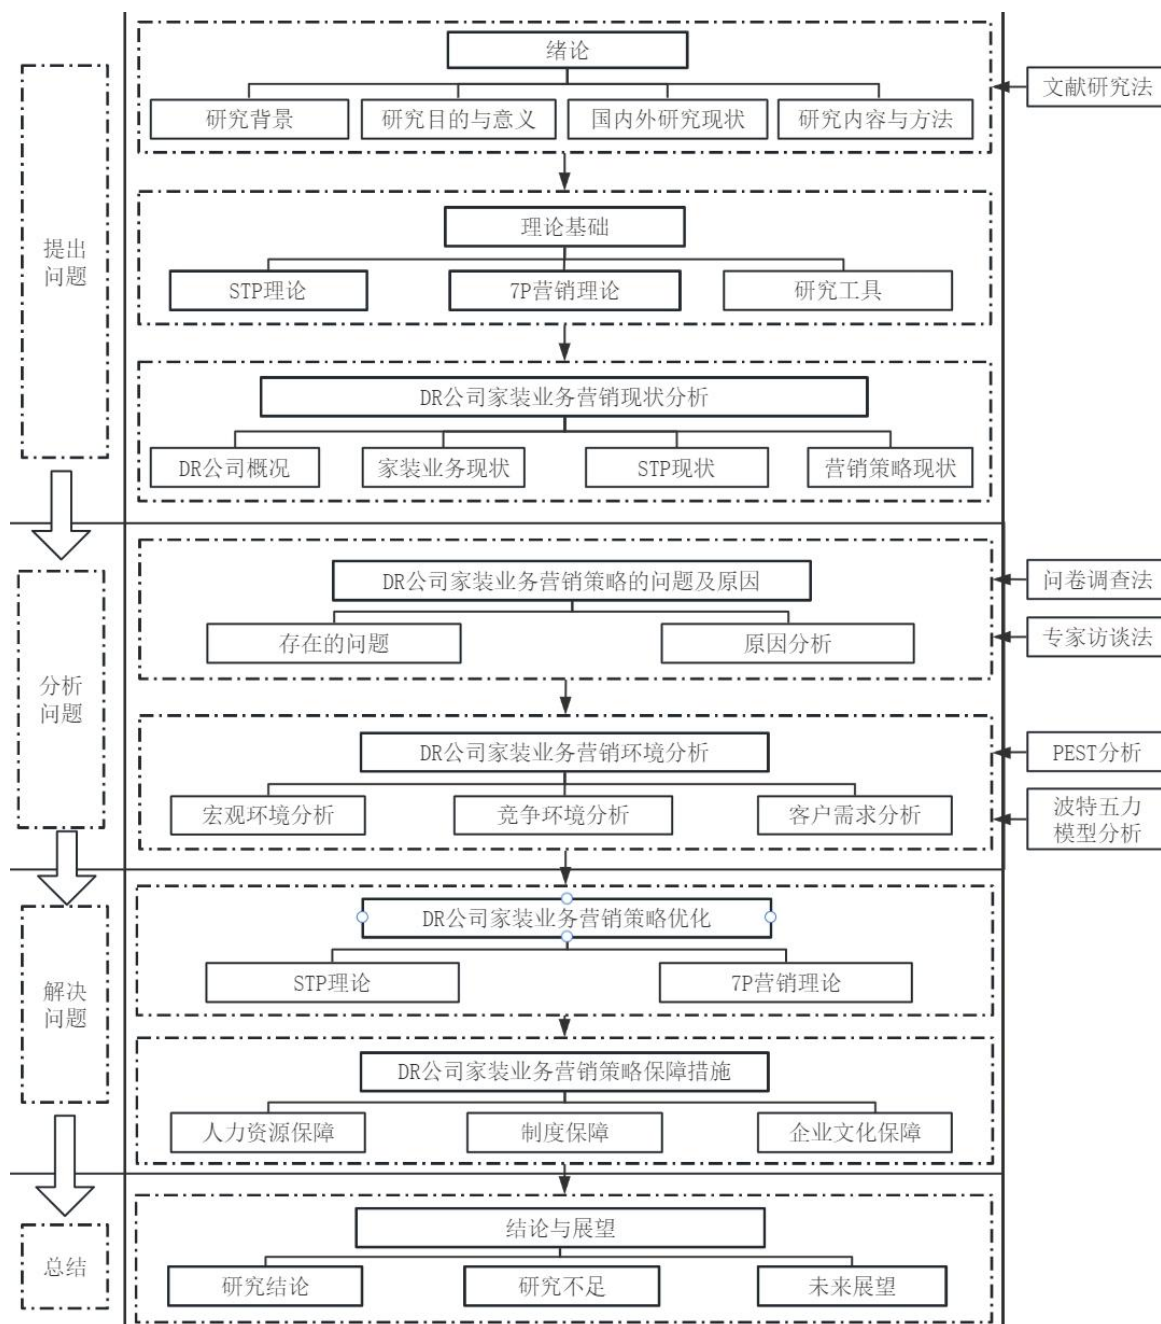 绪论
研究背景
研究目的与意义
国内外研究现状
研究内容与方法
文献研究法
提出
问题
理论基础
STP理论
7P营销理论
研究工具
DR公司家装业务营销现状分析
DR公司概况
家装业务现状
STP现状
营销策略现状
分析
问题
DR公司家装业务营销策略的问题及原因
存在的问题
原因分析
问卷调查法
专家访谈法
DR公司家装业务营销环境分析
宏观环境分析
竞争环境分析
客户需求分析
PEST分析
波特五力
模型分析
解决
问题
DR公司家装业务营销策略优化
STP理论
7P营销理论
DR公司家装业务营销策略保障措施
人力资源保障
制度保障
企业文化保障
总结
结论与展望
研究结论
研究不足
未来展望